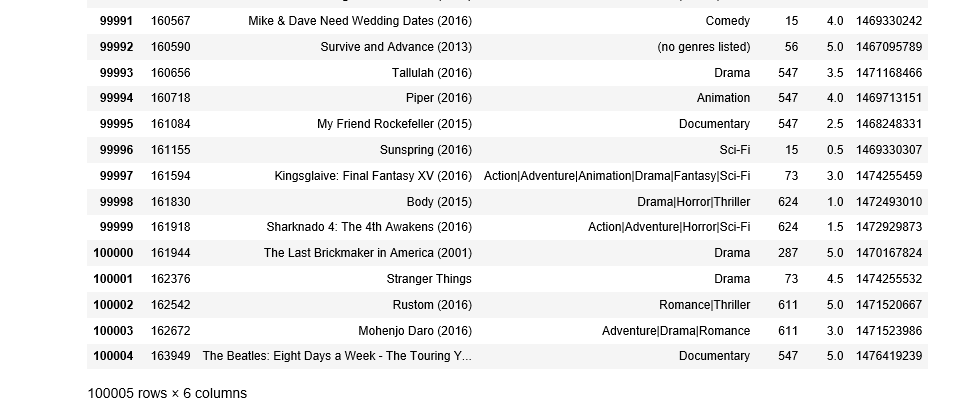 99991 160567 Mike & Dave Need Wedding Dates (2016) Comedy 15 4.0 1469330242
99992 160590 Survive and Advance (2013) (no genres listed) 56 5.0 1467095789
99993 160656 Tallulah (2016) Drama 547 3.5 1471168466
99994 160718 Piper (2016) Animation 547 4.0 1469713151
99995 161084 My Friend Rockefeller (2015) Documentary 547 2.5 1468248331
99996 161155 Sunspring (2016) Sci-Fi 15 0.5 1469330307
99997 161594 Kingsglaive: Final Fantasy XV (2016) Action|Adventure|Animation|Drama|Fantasy|Sci-Fi 73 3.0 1474255459
99998 161830 Body (2015) Drama|Horror|Thriller 624 1.0 1472493010
99999 161918 Sharknado 4: The 4th Awakens (2016) Action|Adventure|Horror|Sci-Fi 624 1.5 1472929873
100000 161944 The Last Brickmaker in America (2001) Drama 287 5.0 1470167824
100001 162376 Stranger Things Drama 73 4.5 1474255532
100002 162542 Rustom (2016) Romance|Thriller 611 5.0 1471520667
100003 162672 Mohenjo Daro (2016) Adventure|Drama|Romance 611 3.0 1471523986
100004 163949 The Beatles: Eight Days a Week - The Touring Y... Documentary 547 5.0 1476419239
100005 rows × 6 columns